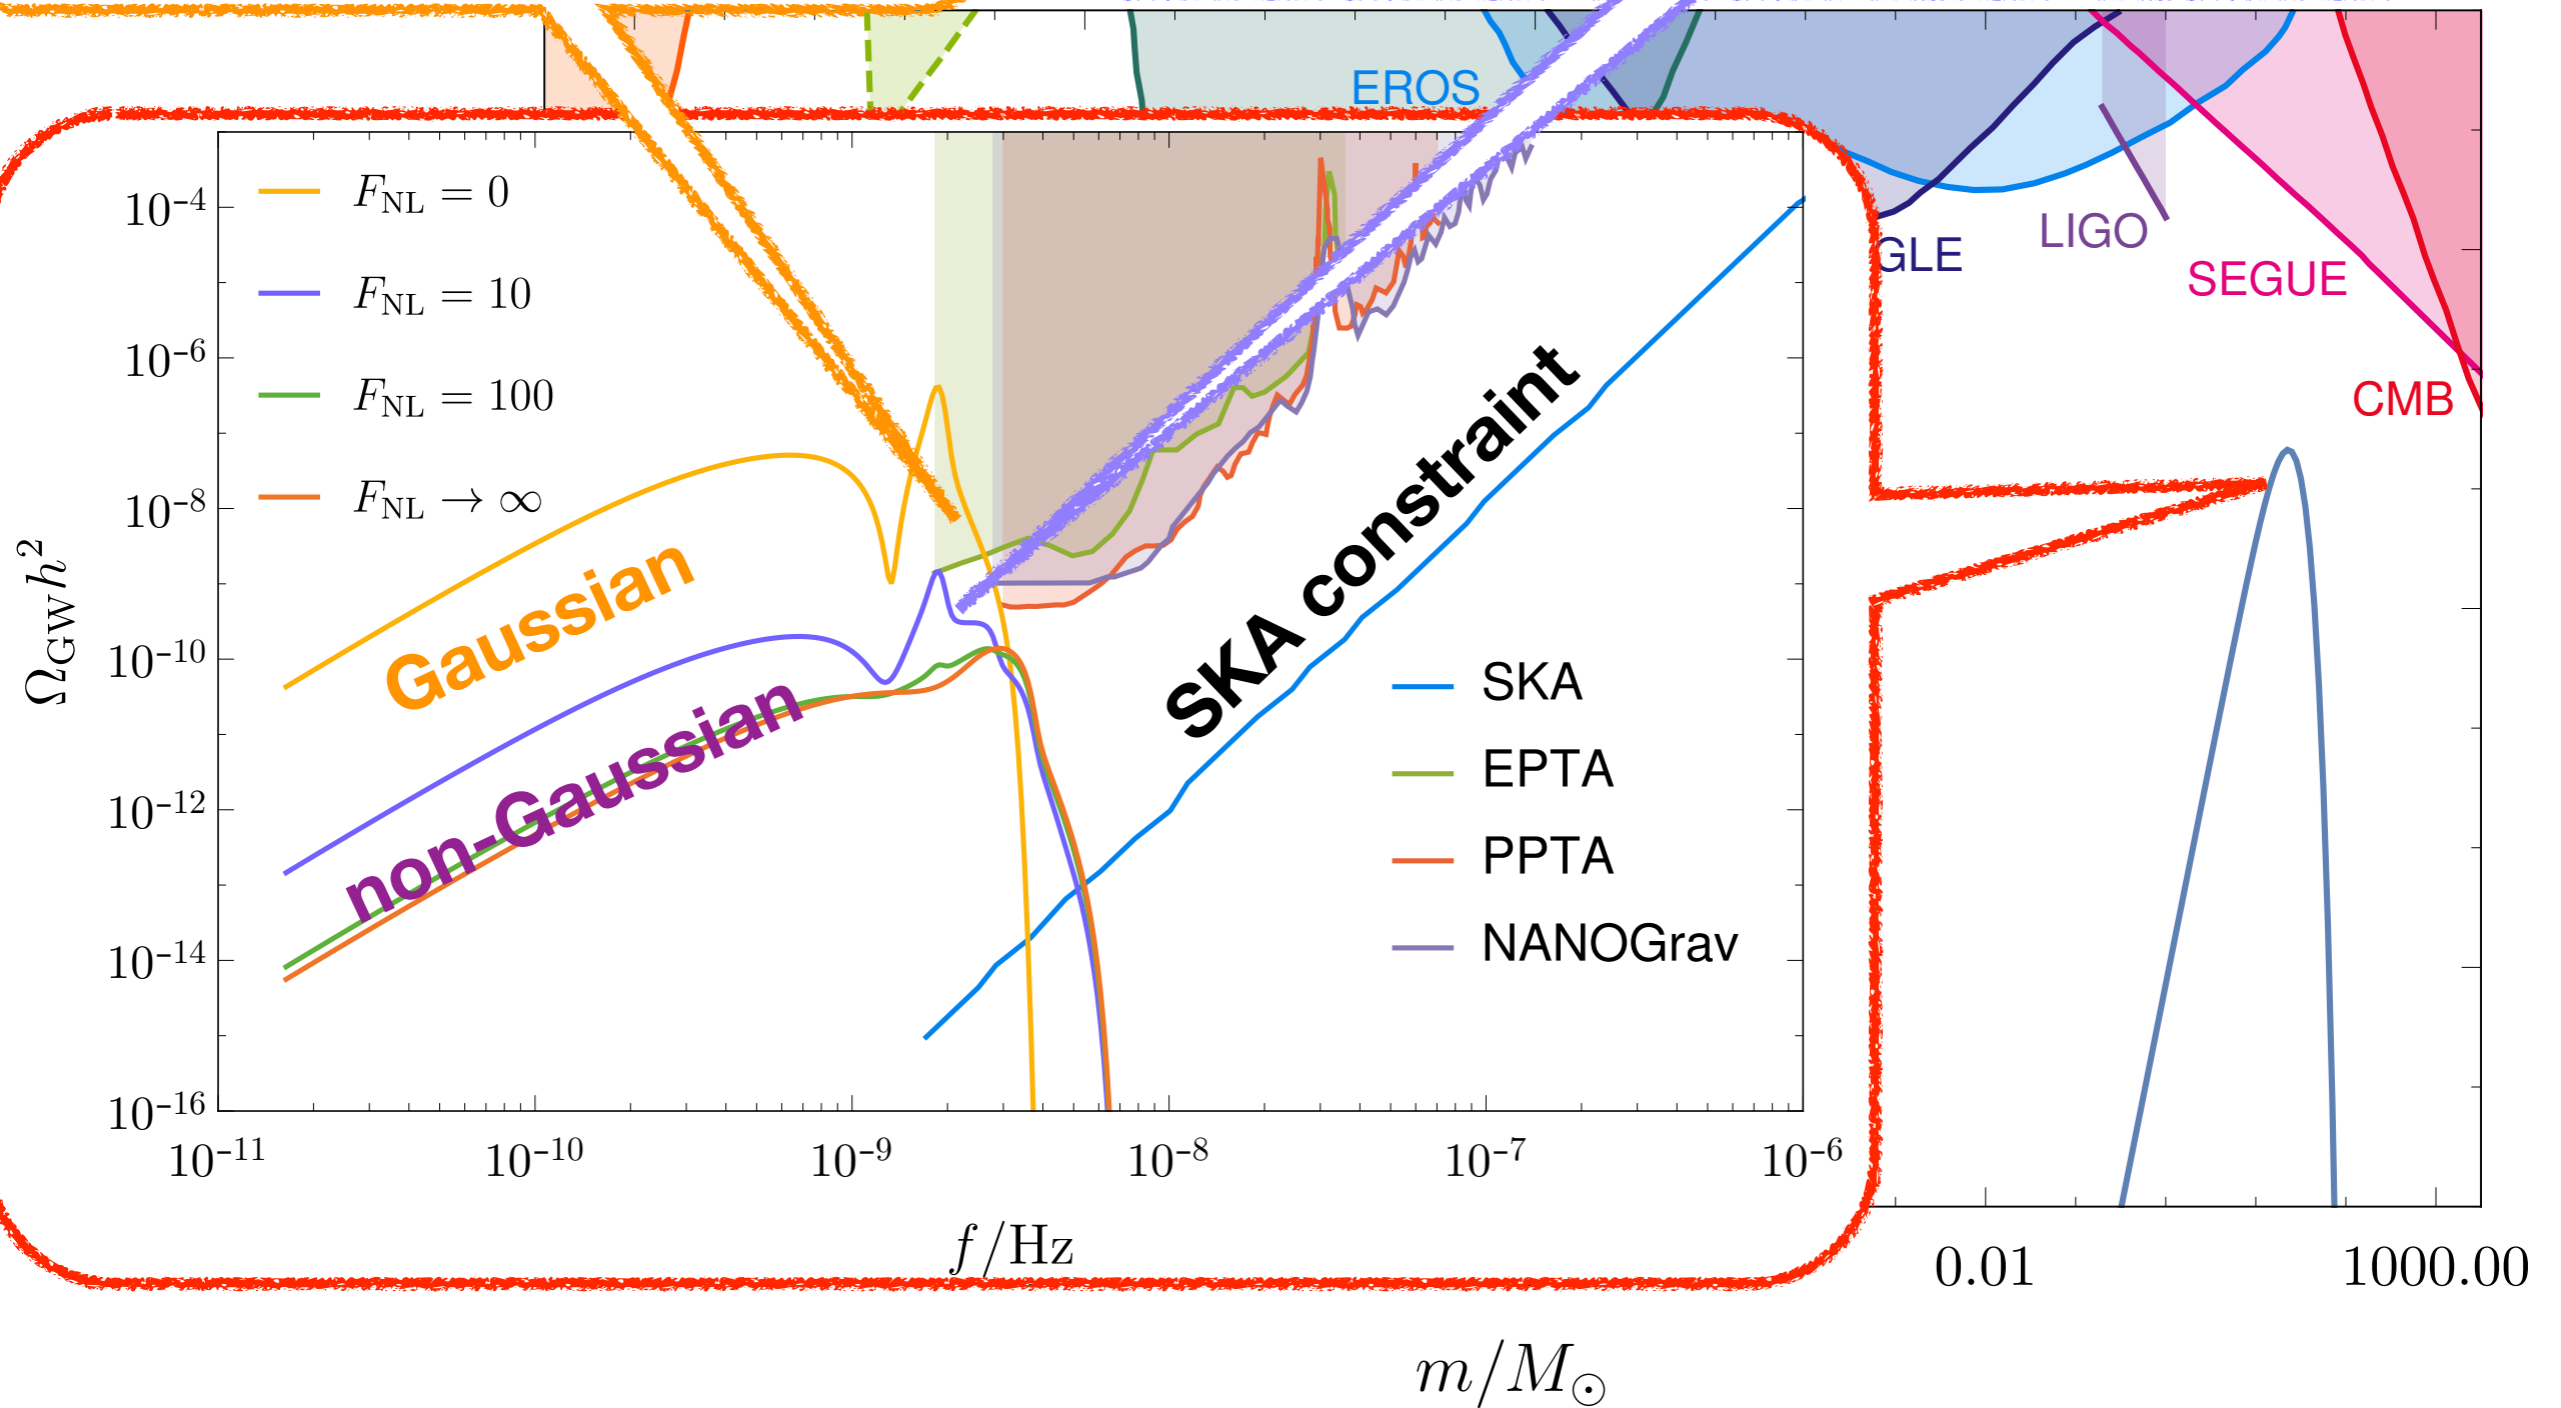 EROS
GLE
LIGO
SEGUE
CMB
F_NL = 0
F_NL = 10
F_NL = 100
F_NL → ∞
Gaussian
non-Gaussian
SKA constraint
SKA
EPTA
PPTA
NANOGrav
Ω_GW h²
10⁻⁴
10⁻⁶
10⁻⁸
10⁻¹⁰
10⁻¹²
10⁻¹⁴
10⁻¹⁶
10⁻¹¹ 10⁻¹⁰ 10⁻⁹ 10⁻⁸ 10⁻⁷ 10⁻⁶
f/Hz
0.01 1000.00
m/M_⊙